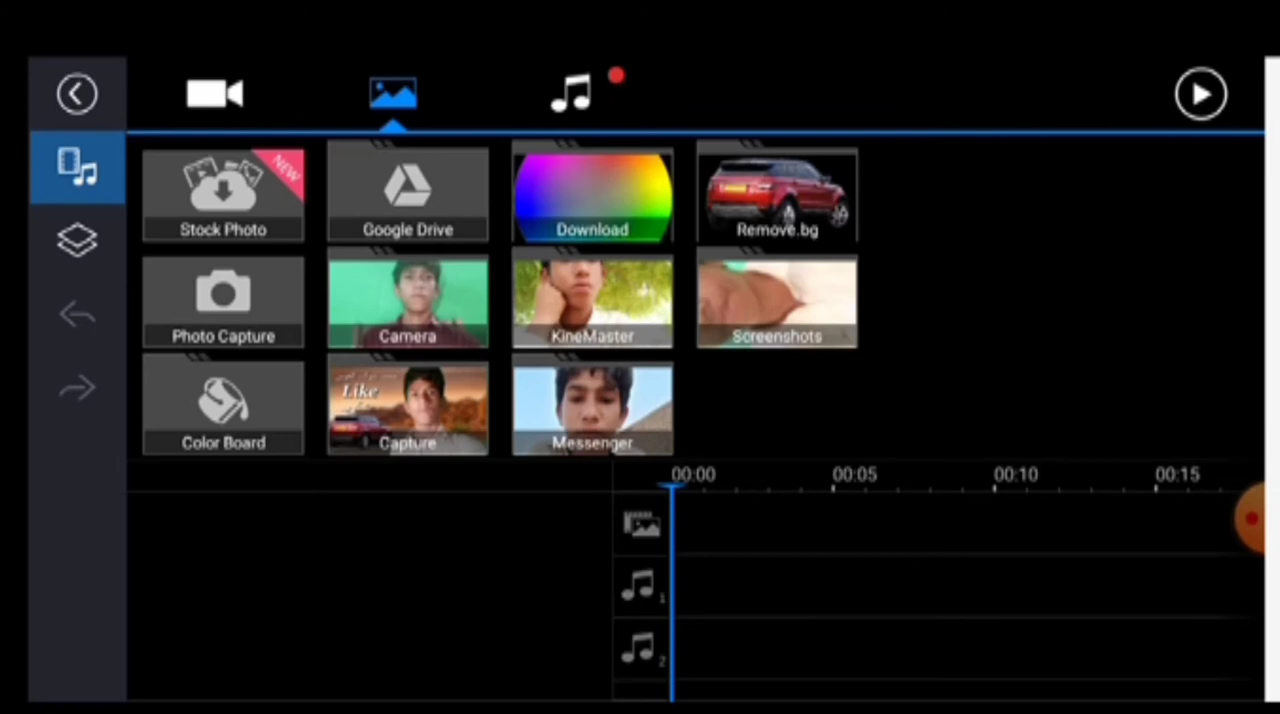 NEW
Stock Photo
Google Drive
Download
Remove.bg
Photo Capture
Camera
KineMaster
Screenshots
Like
Color Board
Capture
Messenger
00:00
00:05
00:10
00:15
1
2